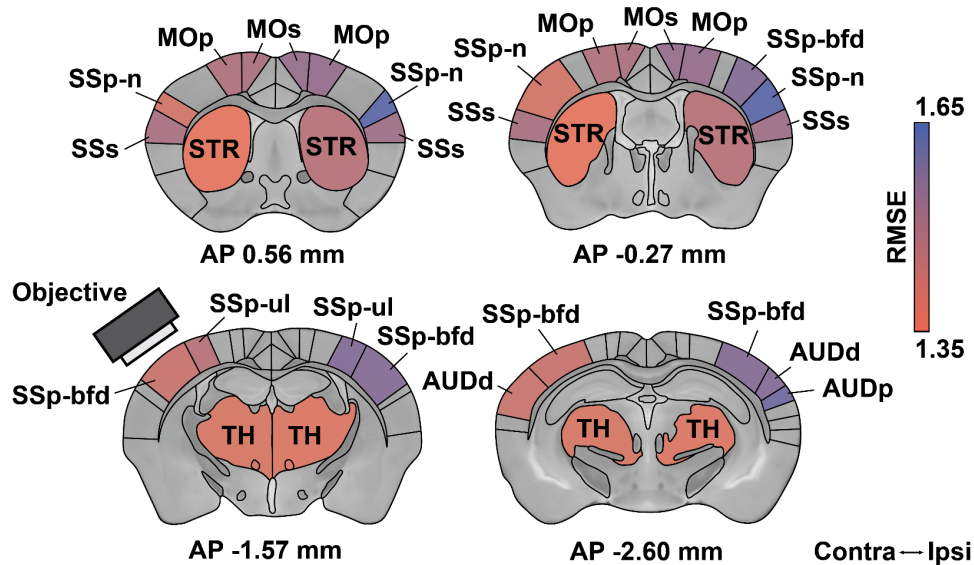 MOp MOs MOp
SSp-n SSp-n
SSs STR STR SSs
AP 0.56 mm
MOp MOs MOp
SSp-n SSp-bfd
SSp-n
SSs STR STR SSs
AP -0.27 mm
1.65
RMSE
1.35
Objective
SSp-ul SSp-ul
SSp-bfd
SSp-bfd
TH TH
AP -1.57 mm
SSp-bfd SSp-bfd
AUDd AUDd
AUDp
TH TH
AP -2.60 mm
Contra ↔ Ipsi